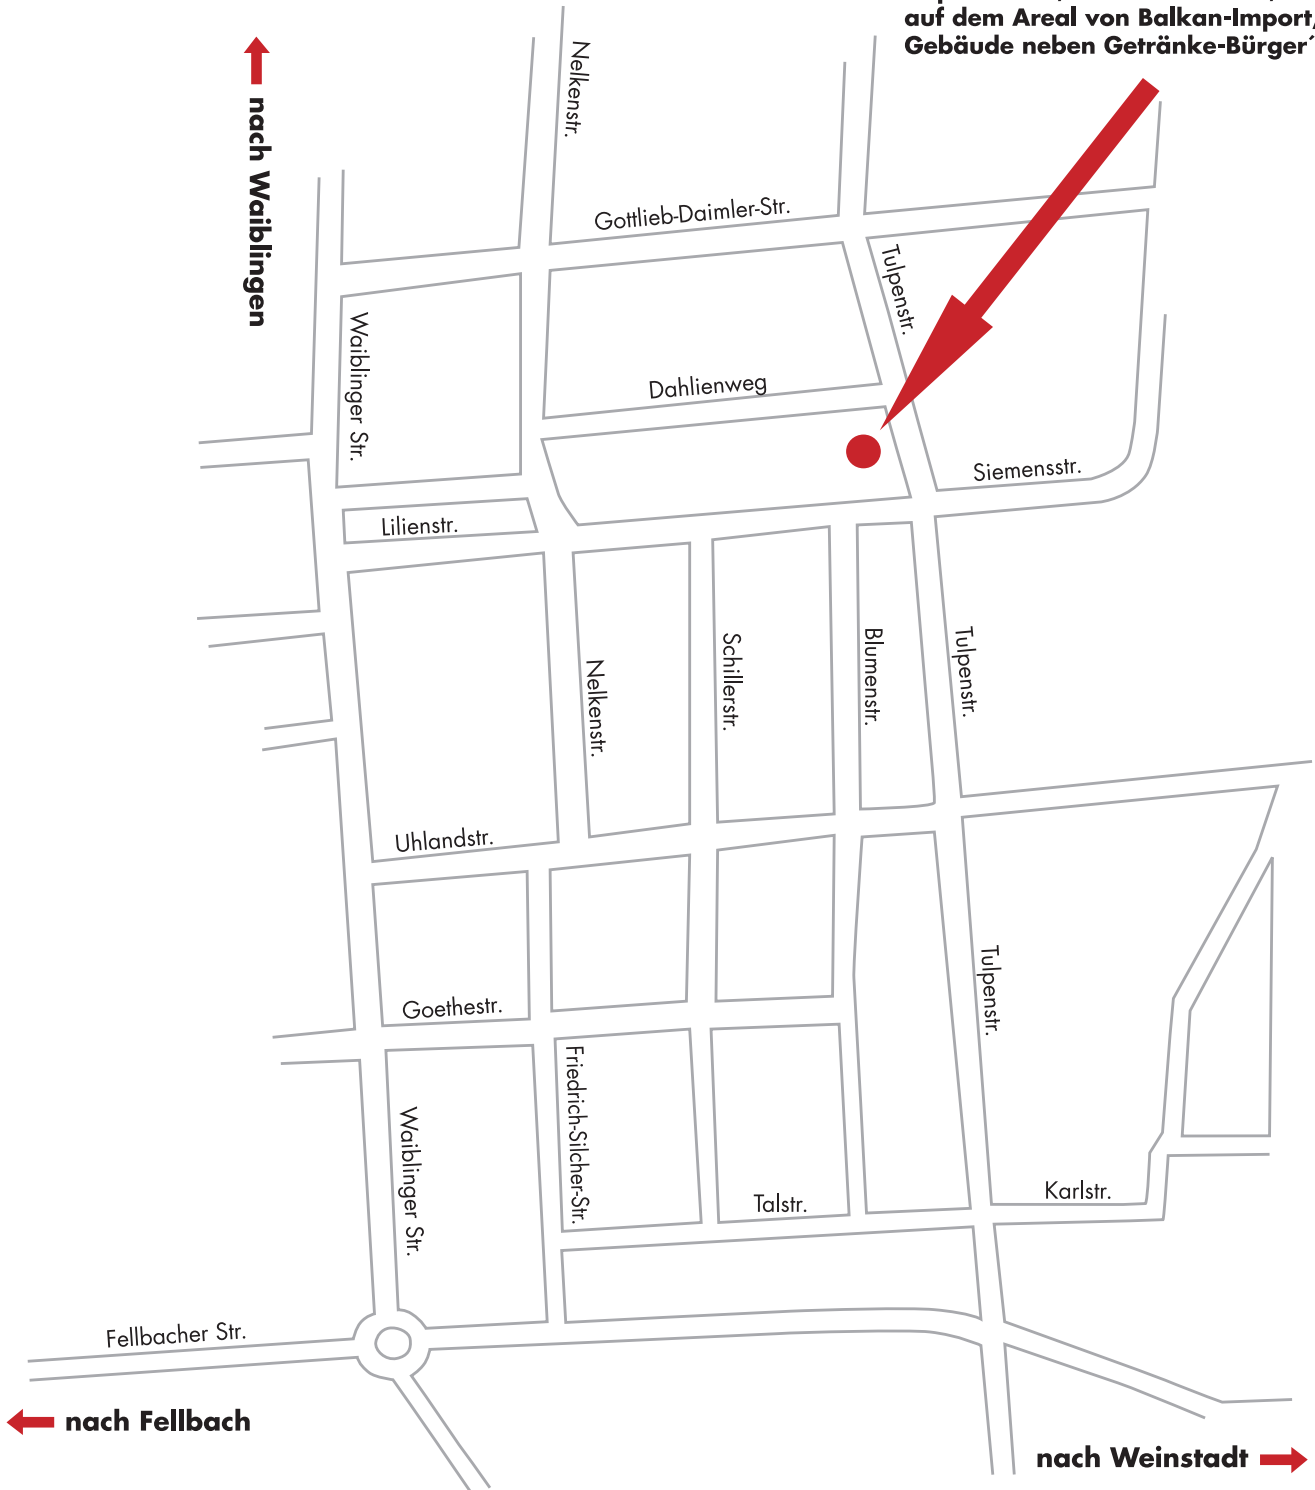 auf dem Areal von Balkan-Import,
Gebäude neben Getränke-Bürger´
nach Waiblingen
Nelkenstr.
Gottlieb-Daimler-Str.
Tulpenstr.
Waiblinger Str.
Dahlienweg
Siemensstr.
Lilienstr.
Nelkenstr.
Schillerstr.
Blumenstr.
Tulpenstr.
Uhlandstr.
Goethestr.
Tulpenstr.
Friedrich-Silcher-Str.
Waiblinger Str.
Talstr.
Karlstr.
Fellbacher Str.
nach Fellbach
nach Weinstadt